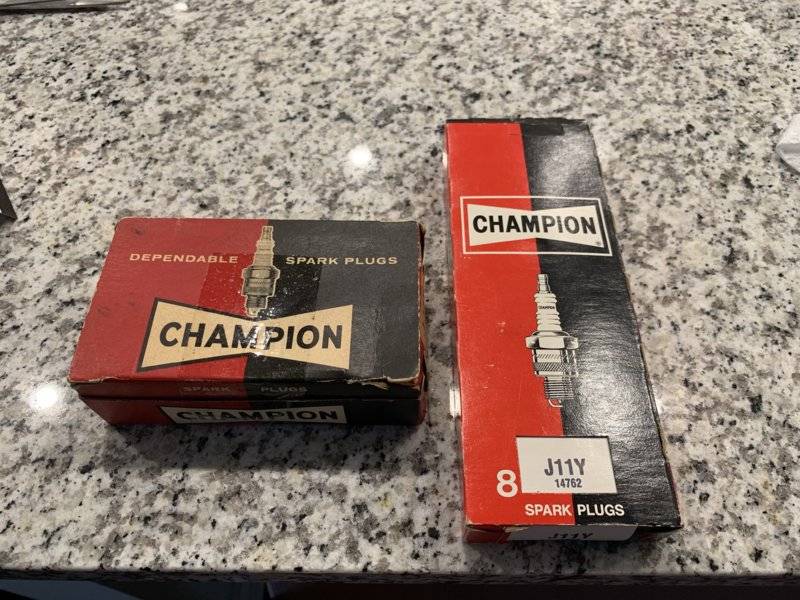 DEPENDABLE SPARK PLUGS
CHAMPION
SPARK PLUGS
CHAMPION
CHAMPION
8
J11Y
14762
SPARK PLUGS
J11Y